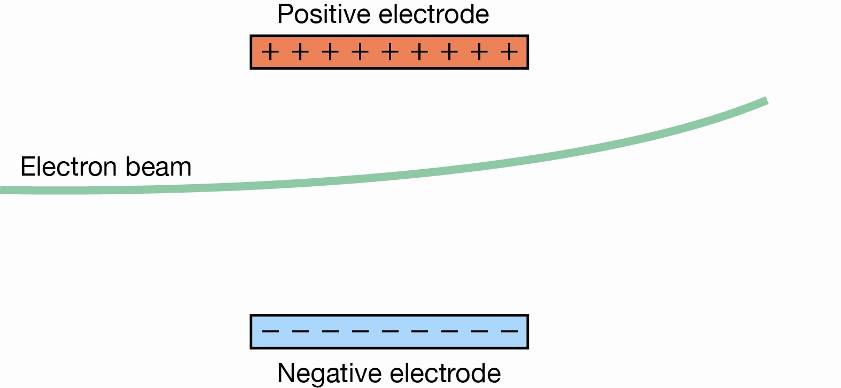 Positive electrode
+ + + + + + + + +
Electron beam
− − − − − − − − −
Negative electrode